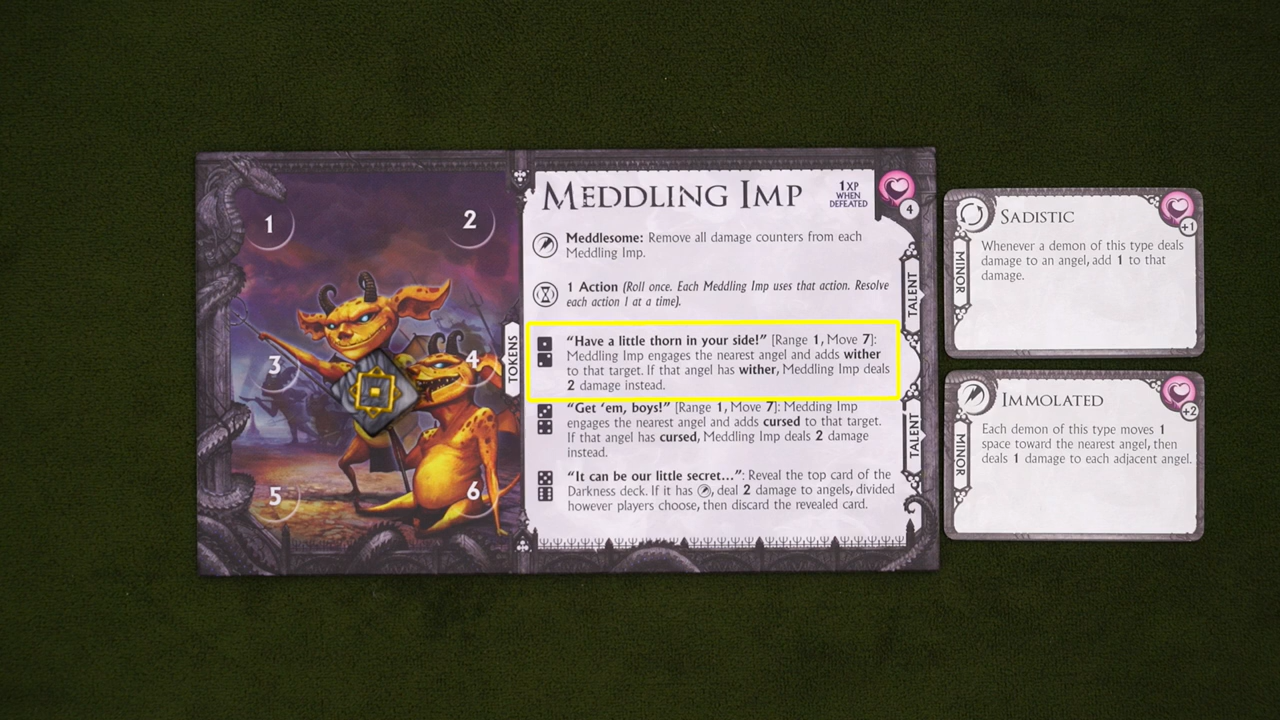 MEDDLING IMP
1XP
WHEN
DEFEATED
4
1
2
3
4
5
6
TOKENS
Meddlesome: Remove all damage counters from each
Meddling Imp.
1 Action (Roll once. Each Meddling Imp uses that action. Resolve
each action 1 at a time).
TALENT
"Have a little thorn in your side!" [Range 1, Move 7]:
Meddling Imp engages the nearest angel and adds wither
to that target. If that angel has wither, Meddling Imp deals
2 damage instead.
"Get 'em, boys!" [Range 1, Move 7]: Medding Imp
engages the nearest angel and adds cursed to that target.
If that angel has cursed, Meddling Imp deals 2 damage
instead.
TALENT
"It can be our little secret...": Reveal the top card of the
Darkness deck. If it has , deal 2 damage to angels, divided
however players choose, then discard the revealed card.
SADISTIC
+1
MINOR
Whenever a demon of this type deals
damage to an angel, add 1 to that
damage.
IMMOLATED
+2
MINOR
Each demon of this type moves 1
space toward the nearest angel, then
deals 1 damage to each adjacent angel.